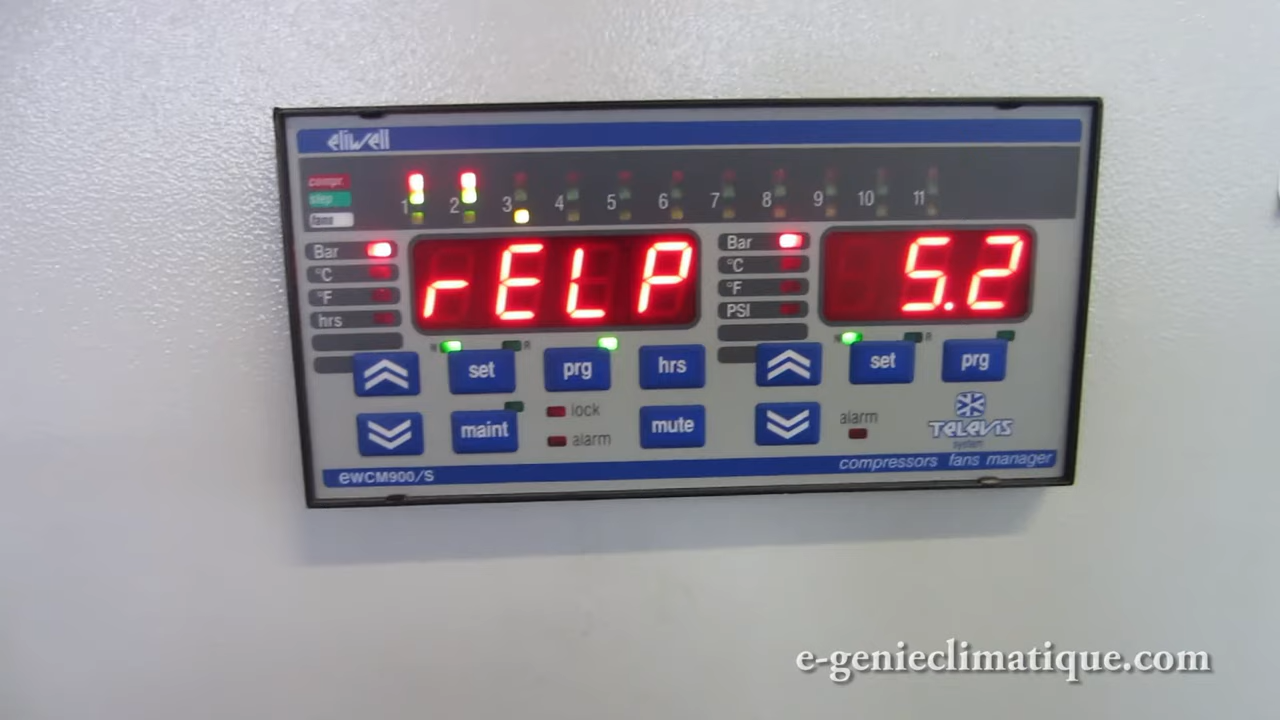 eliwell
compr.
step
fans
1 2 3 4 5 6 7 8 9 10 11
Bar
°C
°F
hrs
rELP
Bar
°C
°F
PSI
5.2
N R
set prg hrs
maint
lock
alarm
mute
N R
set prg
alarm
TELEVIS
system
compressors fans manager
eWCM900/S
e-genieclimatique.com